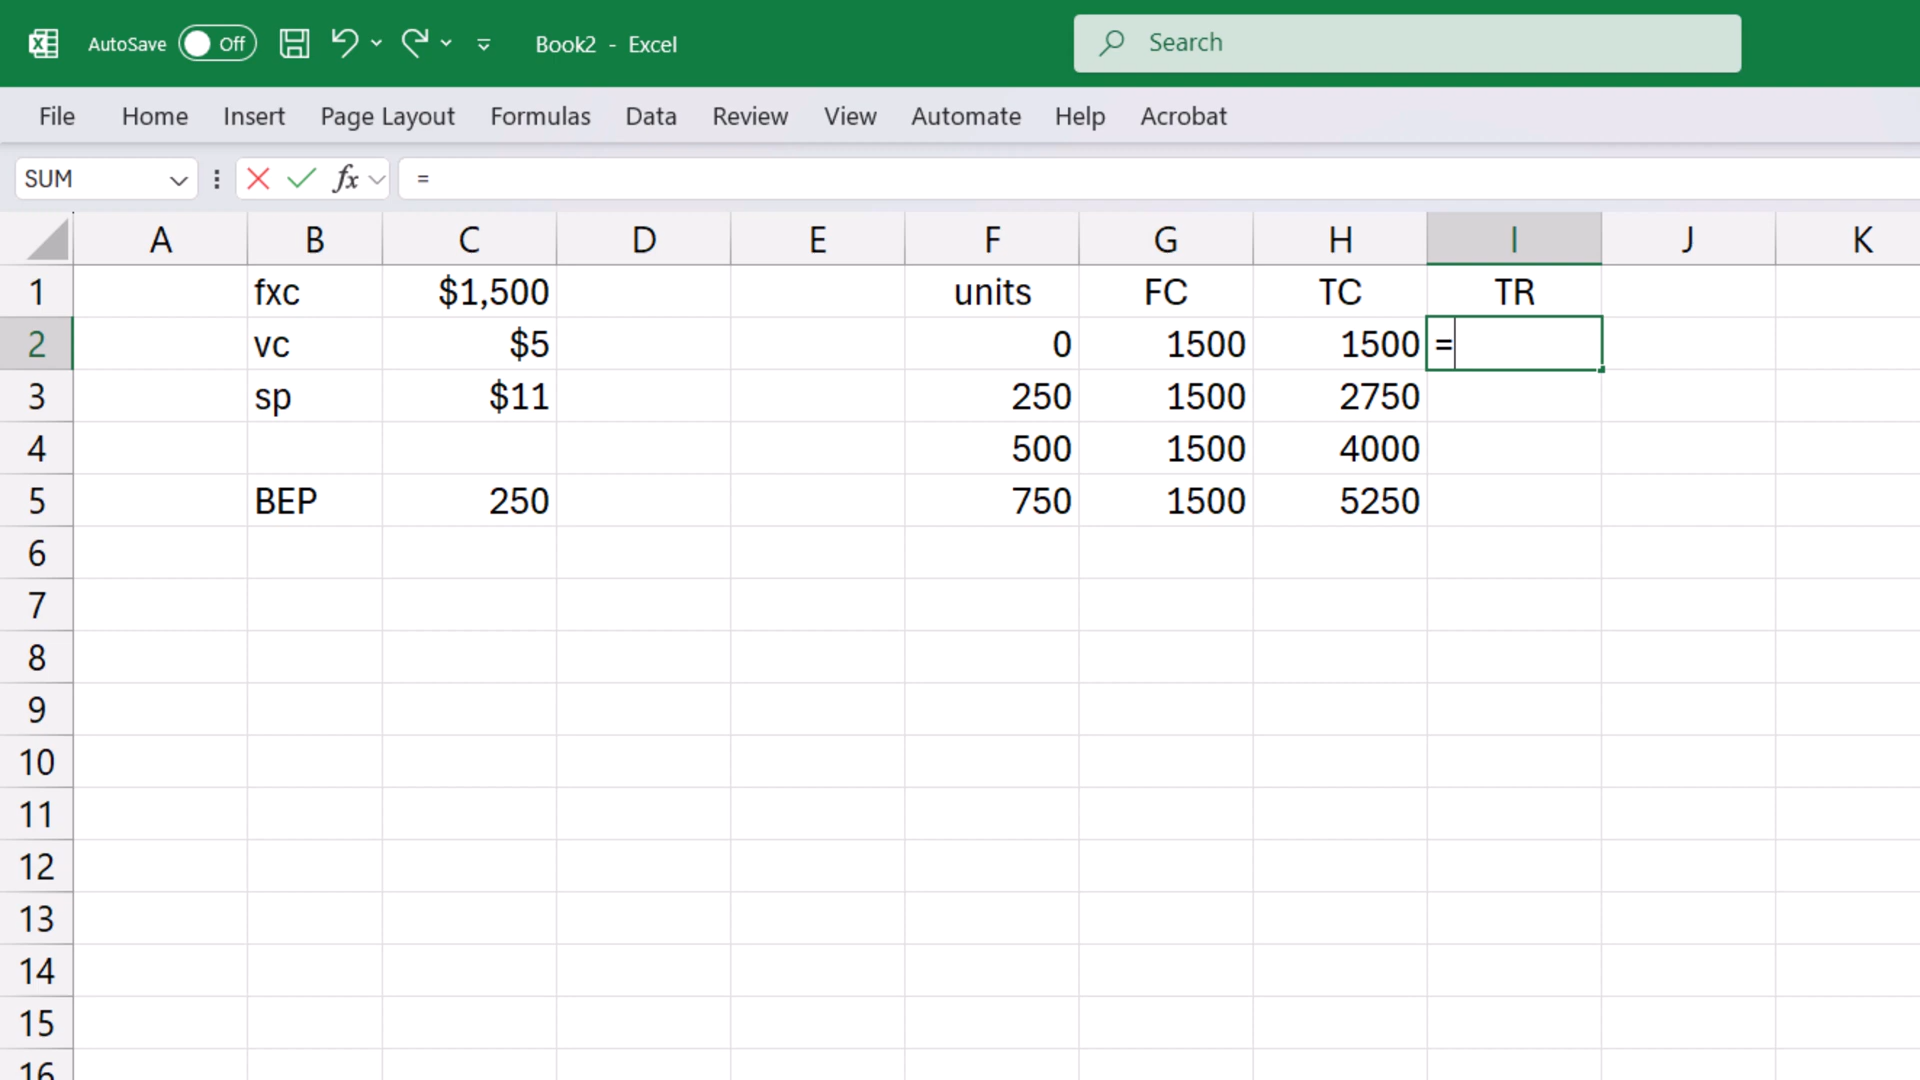 AutoSave Off Book2 - Excel Search
File Home Insert Page Layout Formulas Data Review View Automate Help Acrobat
SUM fx =
A B C D E F G H I J K
1 fxc $1,500 units FC TC TR
2 vc $5 0 1500 1500 =
3 sp $11 250 1500 2750
4 500 1500 4000
5 BEP 250 750 1500 5250
6
7
8
9
10
11
12
13
14
15
16